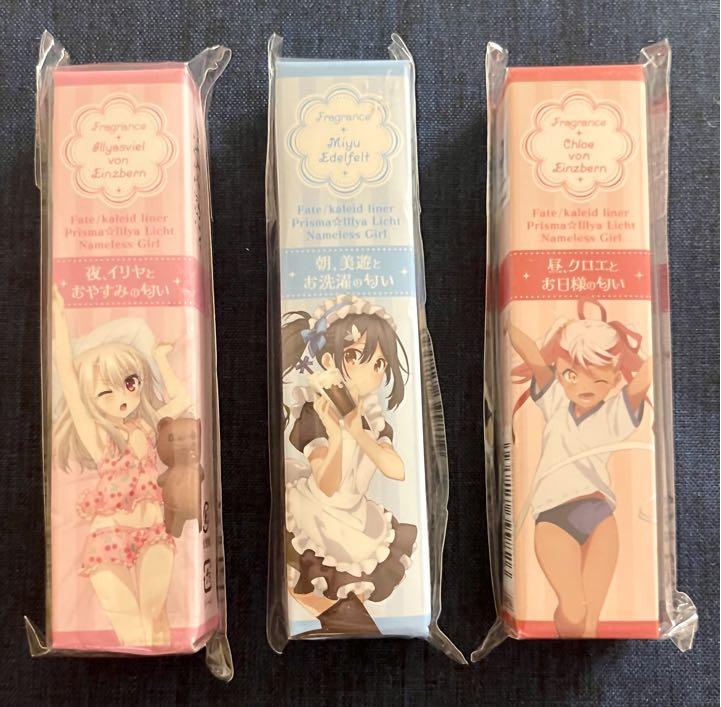 Fragrance
Illyasviel
von
Einzbern
Fate/kaleid liner
Prisma☆Illya Licht
Nameless Girl
夜、イリヤと
おやすみの匂い
Fragrance
Miyu
Edelfelt
Fate/kaleid liner
Prisma☆Illya Licht
Nameless Girl
朝、美遊と
お洗濯の匂い
Fragrance
Chloe
von
Einzbern
Fate/kaleid liner
Prisma☆Illya Licht
Nameless Girl
昼、クロエと
お日様の匂い